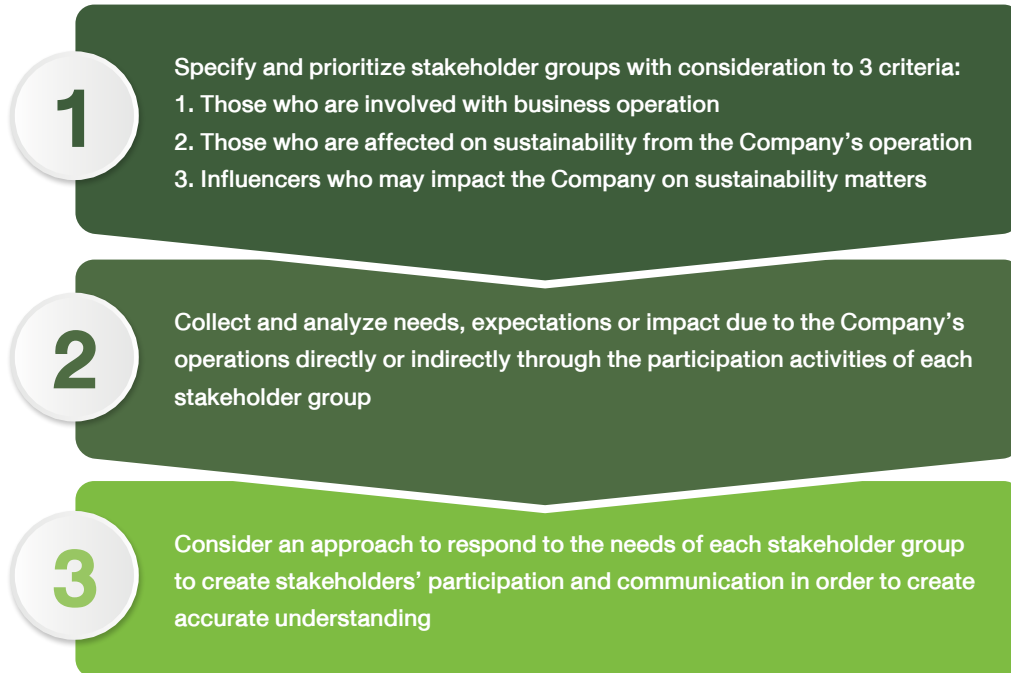 1
Specify and prioritize stakeholder groups with consideration to 3 criteria:
1. Those who are involved with business operation
2. Those who are affected on sustainability from the Company’s operation
3. Influencers who may impact the Company on sustainability matters
2
Collect and analyze needs, expectations or impact due to the Company’s
operations directly or indirectly through the participation activities of each
stakeholder group
3
Consider an approach to respond to the needs of each stakeholder group
to create stakeholders’ participation and communication in order to create
accurate understanding